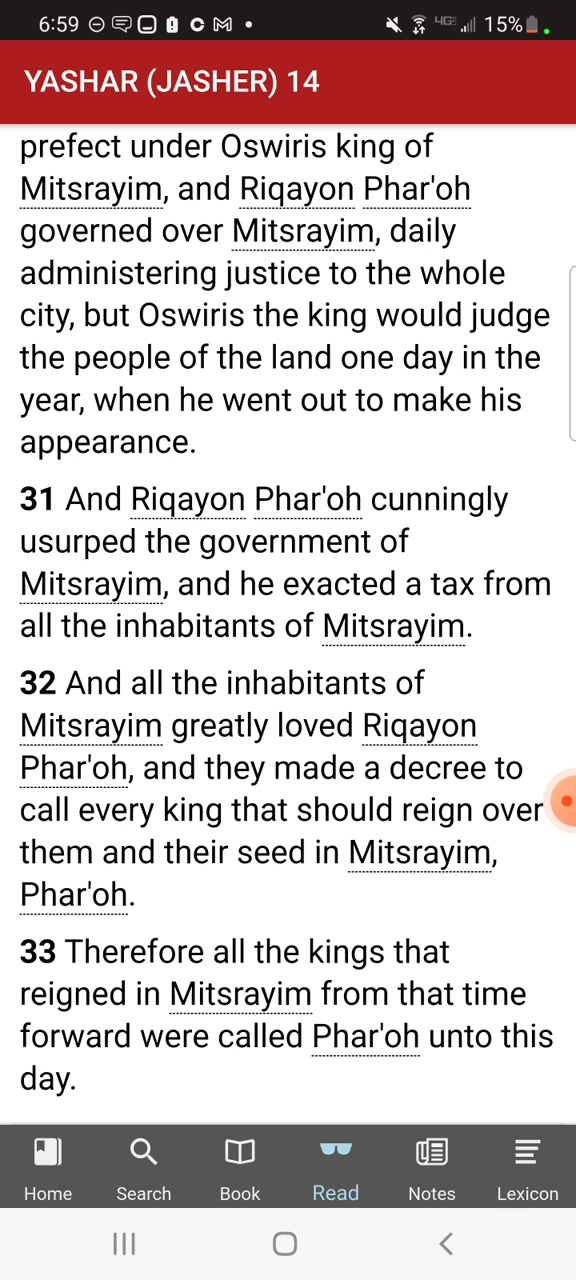 6:59
4G 15%
YASHAR (JASHER) 14
prefect under Oswiris king of
Mitsrayim, and Riqayon Phar'oh
governed over Mitsrayim, daily
administering justice to the whole
city, but Oswiris the king would judge
the people of the land one day in the
year, when he went out to make his
appearance.
31 And Riqayon Phar'oh cunningly
usurped the government of
Mitsrayim, and he exacted a tax from
all the inhabitants of Mitsrayim.
32 And all the inhabitants of
Mitsrayim greatly loved Riqayon
Phar'oh, and they made a decree to
call every king that should reign over
them and their seed in Mitsrayim,
Phar'oh.
33 Therefore all the kings that
reigned in Mitsrayim from that time
forward were called Phar'oh unto this
day.
Home Search Book Read Notes Lexicon